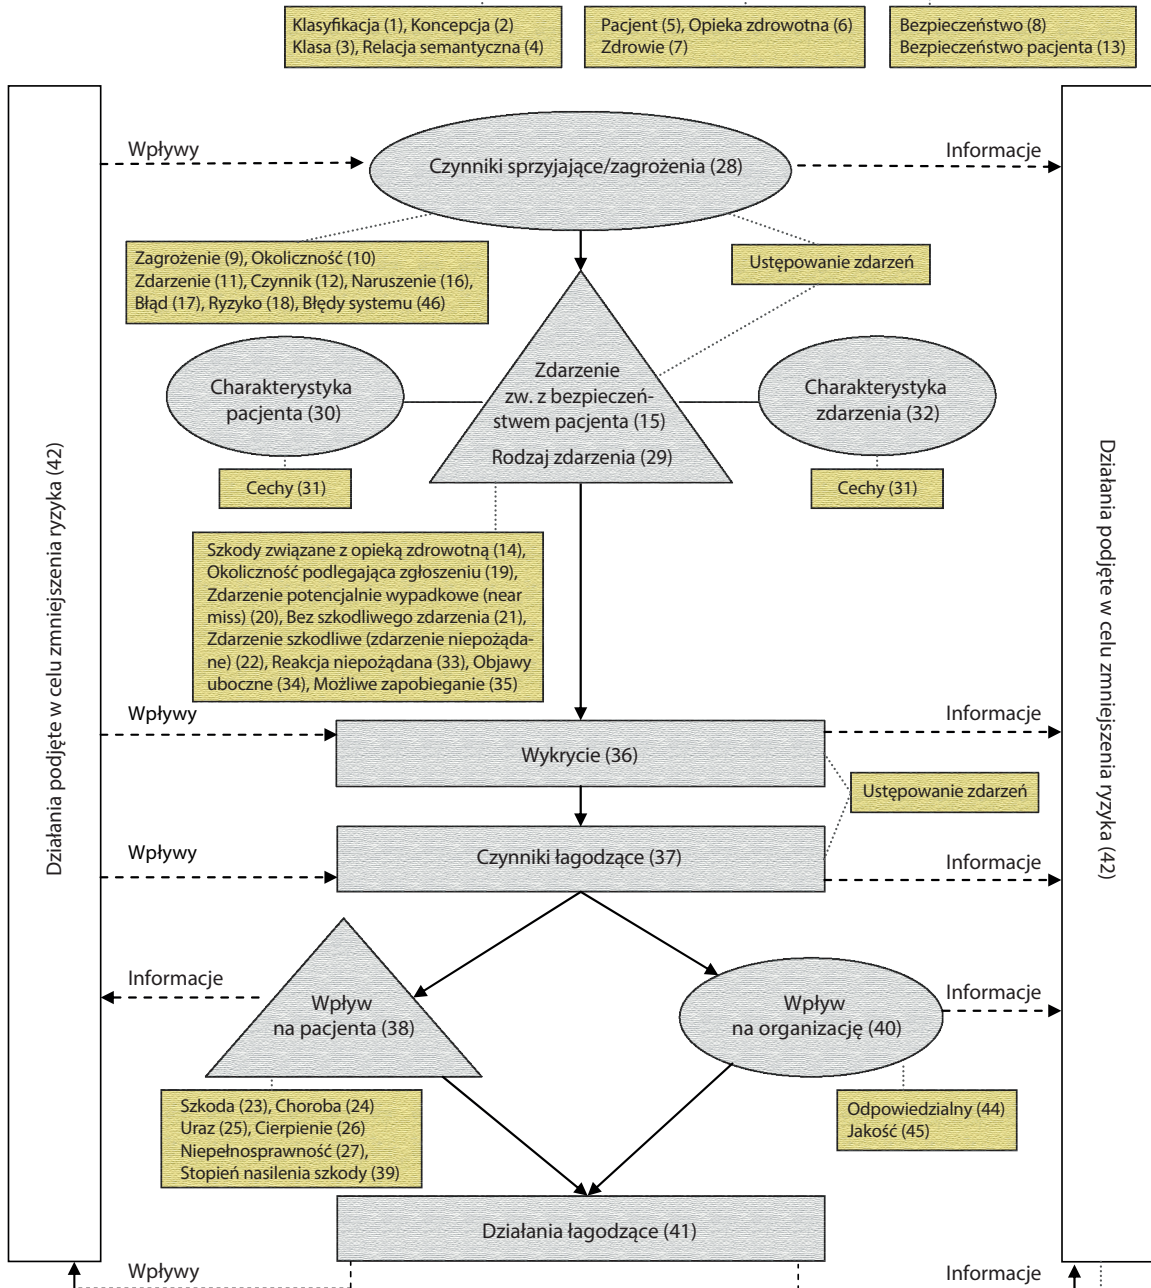 Klasyfikacja (1), Koncepcja (2)
Klasa (3), Relacja semantyczna (4)
Pacjent (5), Opieka zdrowotna (6)
Zdrowie (7)
Bezpieczeństwo (8)
Bezpieczeństwo pacjenta (13)
Działania podjęte w celu zmniejszenia ryzyka (42)
Wpływy
Czynniki sprzyjające/zagrożenia (28)
Informacje
Zagrożenie (9), Okoliczność (10)
Zdarzenie (11), Czynnik (12), Naruszenie (16),
Błąd (17), Ryzyko (18), Błędy systemu (46)
Ustępowanie zdarzeń
Charakterystyka
pacjenta (30)
Cechy (31)
Zdarzenie
zw. z bezpieczeń-
stwem pacjenta (15)
Rodzaj zdarzenia (29)
Charakterystyka
zdarzenia (32)
Cechy (31)
Szkody związane z opieką zdrowotną (14),
Okoliczność podlegająca zgłoszeniu (19),
Zdarzenie potencjalnie wypadkowe (near
miss) (20), Bez szkodliwego zdarzenia (21),
Zdarzenie szkodliwe (zdarzenie niepożąda-
ne) (22), Reakcja niepożądana (33), Objawy
uboczne (34), Możliwe zapobieganie (35)
Wpływy
Wykrycie (36)
Informacje
Ustępowanie zdarzeń
Wpływy
Czynniki łagodzące (37)
Informacje
Informacje
Wpływ
na pacjenta (38)
Wpływ
na organizację (40)
Informacje
Szkoda (23), Choroba (24)
Uraz (25), Cierpienie (26)
Niepełnosprawność (27),
Stopień nasilenia szkody (39)
Odpowiedzialny (44)
Jakość (45)
Działania łagodzące (41)
Wpływy
Informacje
Działania podjęte w celu zmniejszenia ryzyka (42)